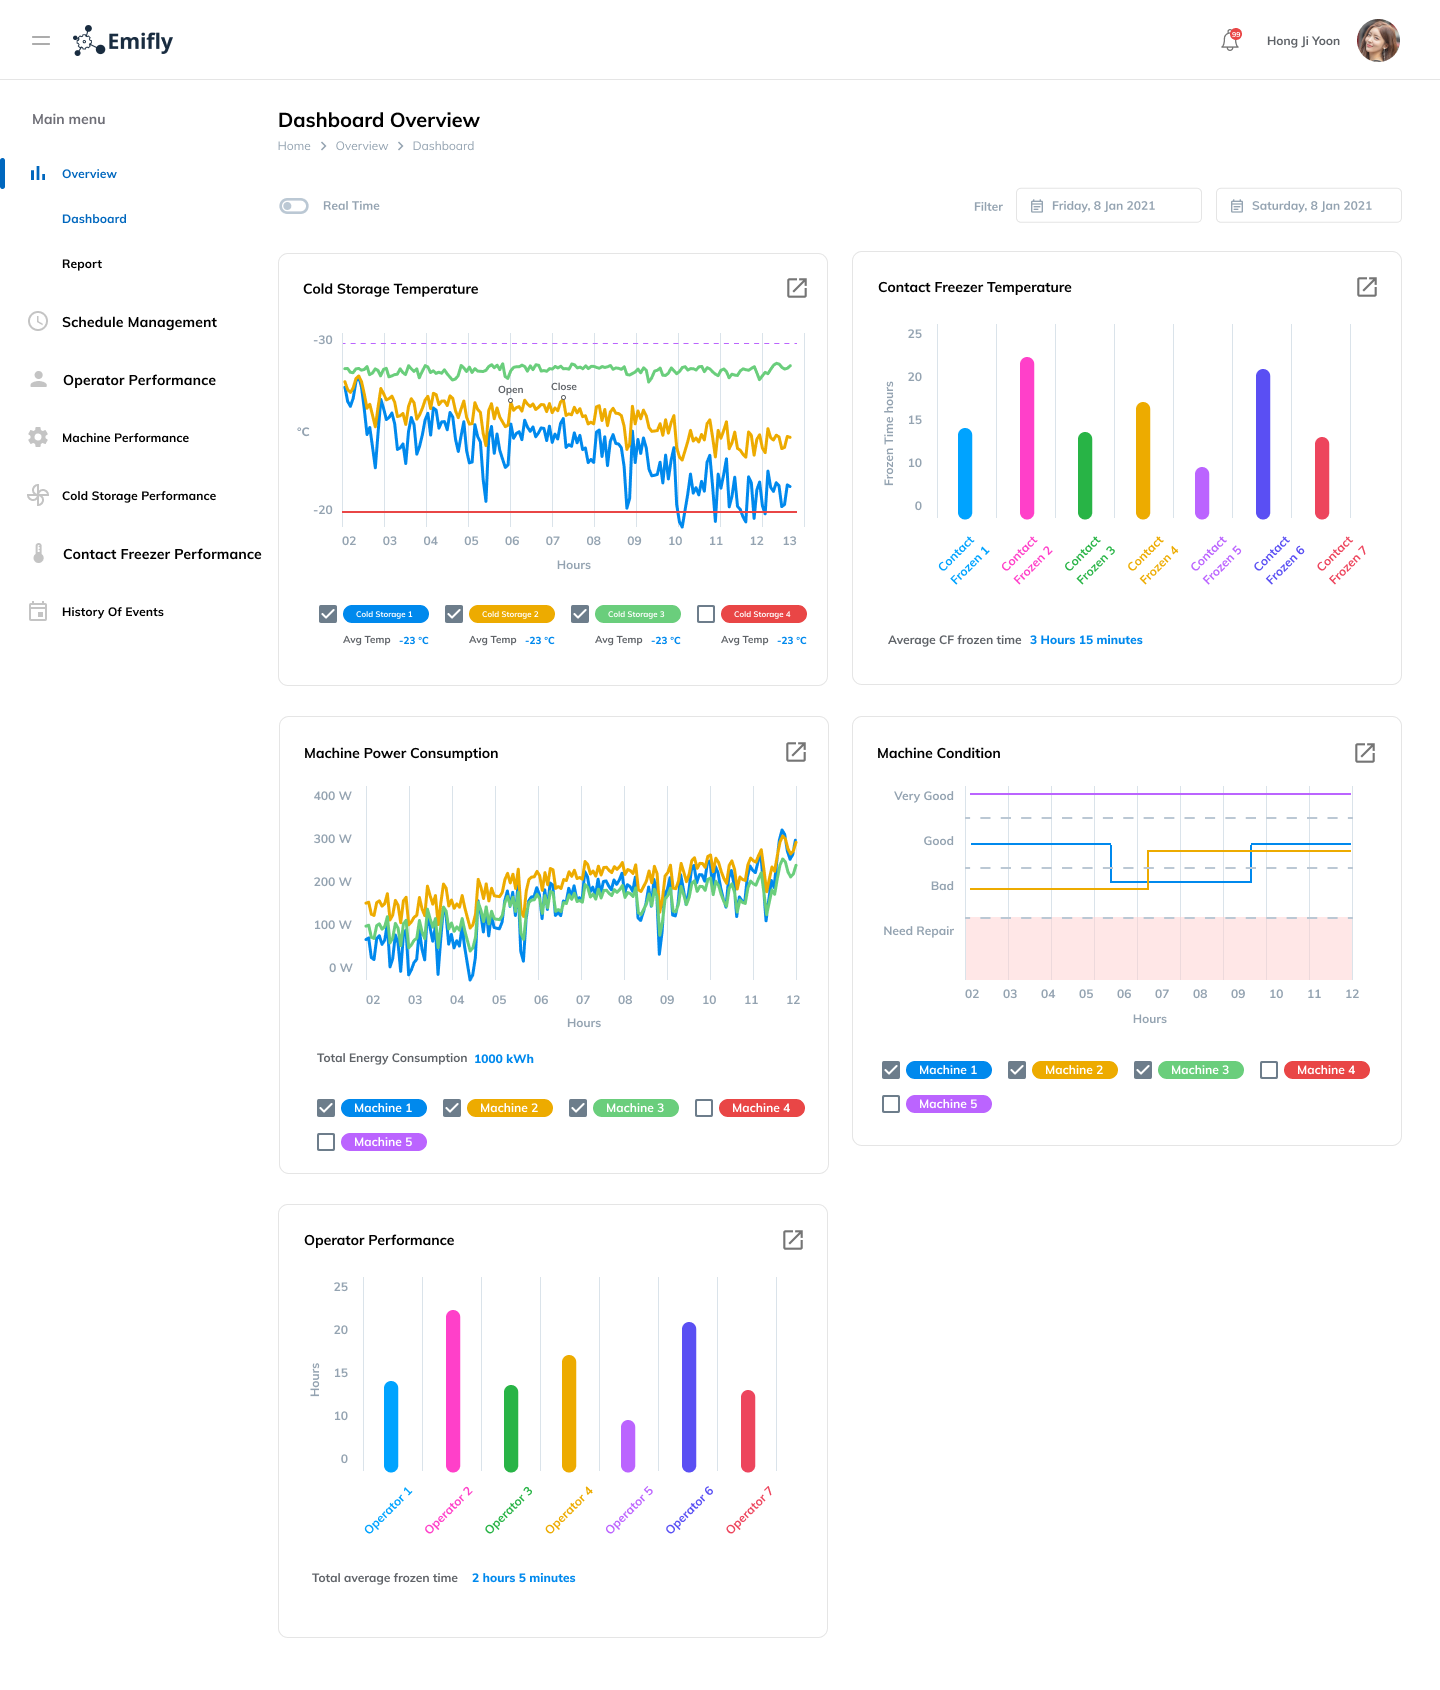 Emifly
99
Hong Ji Yoon
Main menu
Overview
Dashboard
Report
Schedule Management
Operator Performance
Machine Performance
Cold Storage Performance
Contact Freezer Performance
History Of Events
Dashboard Overview
Home > Overview > Dashboard
Real Time
Filter
Friday, 8 Jan 2021
Saturday, 8 Jan 2021
Cold Storage Temperature
-30
Open
Close
°C
-20
02 03 04 05 06 07 08 09 10 11 12 13
Hours
Cold Storage 1 Cold Storage 2 Cold Storage 3 Cold Storage 4
Avg Temp -23 °C Avg Temp -23 °C Avg Temp -23 °C Avg Temp -23 °C
Contact Freezer Temperature
Frozen Time hours
25
20
15
10
0
Contact
Frozen 1
Contact
Frozen 2
Contact
Frozen 3
Contact
Frozen 4
Contact
Frozen 5
Contact
Frozen 6
Contact
Frozen 7
Average CF frozen time 3 Hours 15 minutes
Machine Power Consumption
400 W
300 W
200 W
100 W
0 W
02 03 04 05 06 07 08 09 10 11 12
Hours
Total Energy Consumption 1000 kWh
Machine 1 Machine 2 Machine 3 Machine 4
Machine 5
Machine Condition
Very Good
Good
Bad
Need Repair
02 03 04 05 06 07 08 09 10 11 12
Hours
Machine 1 Machine 2 Machine 3 Machine 4
Machine 5
Operator Performance
Hours
25
20
15
10
0
Operator 1
Operator 2
Operator 3
Operator 4
Operator 5
Operator 6
Operator 7
Total average frozen time 2 hours 5 minutes